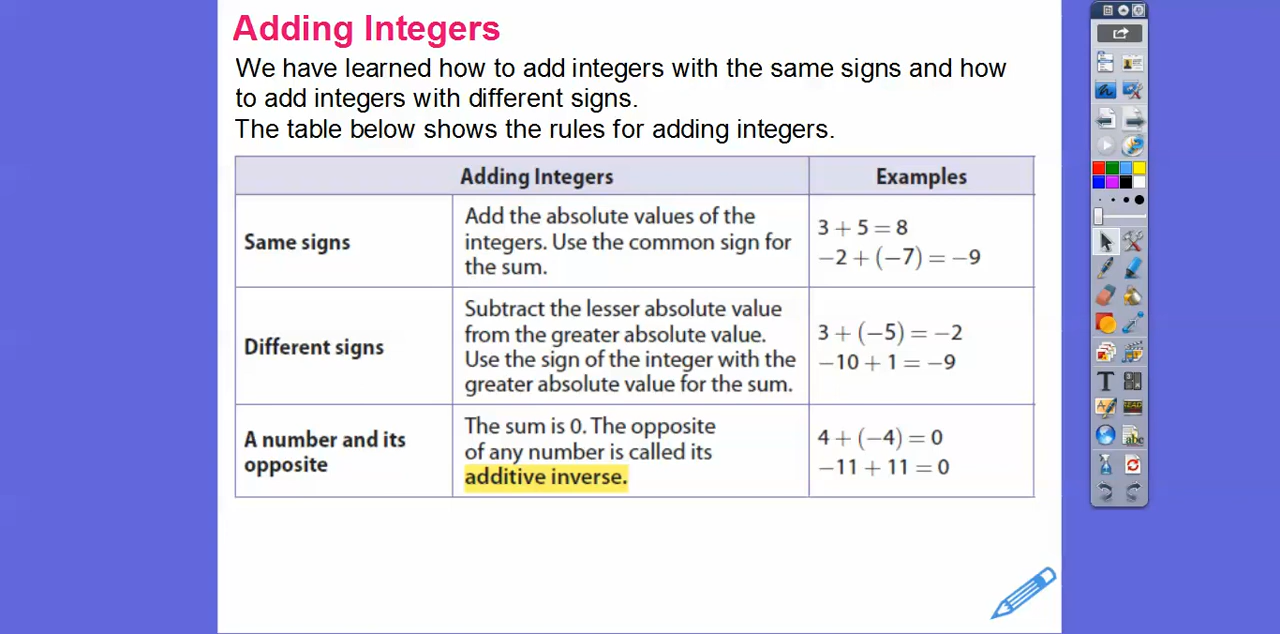 Adding Integers
We have learned how to add integers with the same signs and how
to add integers with different signs.
The table below shows the rules for adding integers.
Adding Integers
Examples
Same signs
Add the absolute values of the
integers. Use the common sign for
the sum.
3 + 5 = 8
−2 + (−7) = −9
Different signs
Subtract the lesser absolute value
from the greater absolute value.
Use the sign of the integer with the
greater absolute value for the sum.
3 + (−5) = −2
−10 + 1 = −9
A number and its
opposite
The sum is 0. The opposite
of any number is called its
additive inverse.
4 + (−4) = 0
−11 + 11 = 0
T
abc